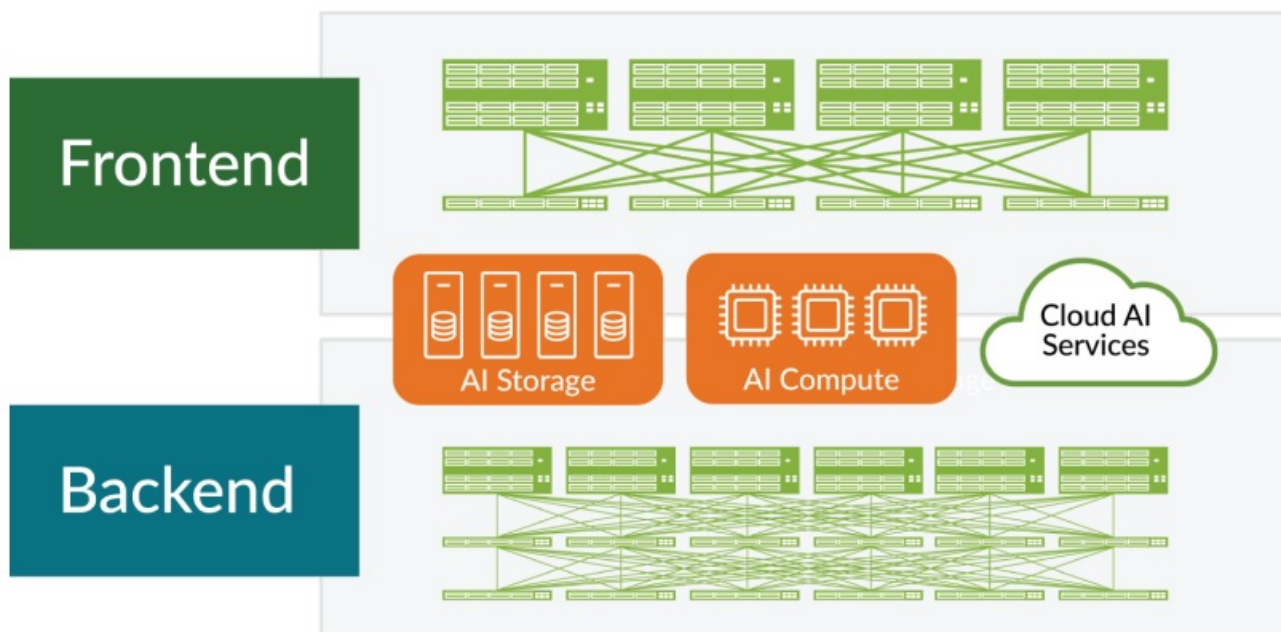 Frontend
AI Storage
AI Compute
Cloud AI
Services
Backend